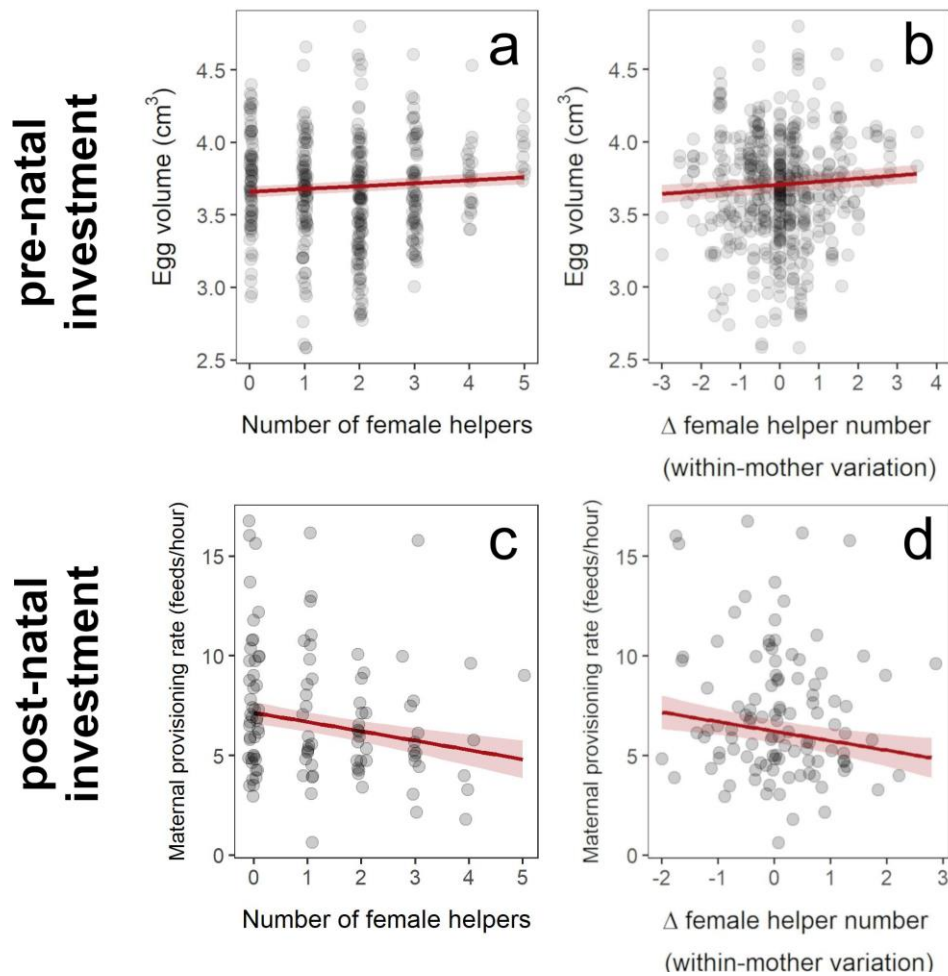 pre-natal
investment
a
Egg volume (cm³)
4.5
4.0
3.5
3.0
2.5
0 1 2 3 4 5
Number of female helpers
b
Egg volume (cm³)
4.5
4.0
3.5
3.0
2.5
-3 -2 -1 0 1 2 3 4
Δ female helper number
(within-mother variation)
post-natal
investment
c
Maternal provisioning rate (feeds/hour)
15
10
5
0
0 1 2 3 4 5
Number of female helpers
d
Maternal provisioning rate (feeds/hour)
15
10
5
0
-2 -1 0 1 2 3
Δ female helper number
(within-mother variation)